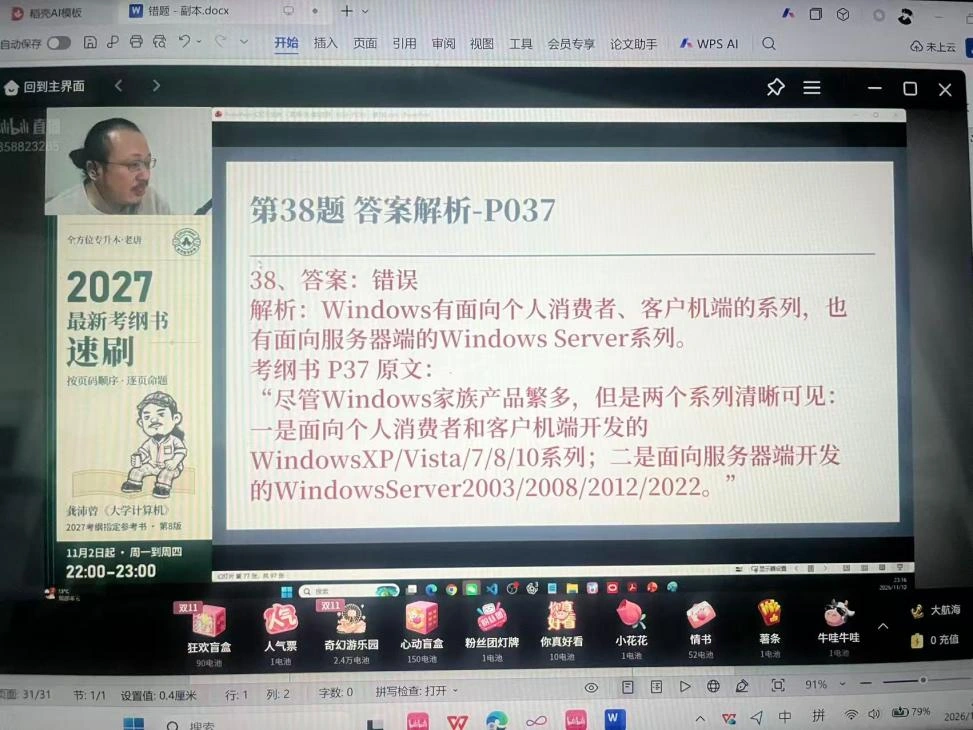 稻壳AI模板
错题 - 副本.docx
自动保存
开始 插入 页面 引用 审阅 视图 工具 会员专享 论文助手 WPS AI
未上云
回到主界面
第38题 答案解析-P037
38、答案：错误
解析：Windows有面向个人消费者、客户机端的系列，也
有面向服务器端的Windows Server系列。
考纲书 P37 原文：
“尽管Windows家族产品繁多，但是两个系列清晰可见：
一是面向个人消费者和客户机端开发的
WindowsXP/Vista/7/8/10系列；二是面向服务器端开发
的WindowsServer2003/2008/2012/2022。”
全方位专升本·老唐
2027
最新考纲书
速刷
按页码顺序·逐页命题
龚沛曾《大学计算机》
2027考纲指定参考书·第8版
11月2日起·周一到周四
22:00-23:00
搜索
23:16
双11
狂欢盲盒
90电池
人气票
1电池
双11
奇幻游乐园
2.4万电池
心动盲盒
150电池
粉丝团灯牌
1电池
你真好看
10电池
小花花
1电池
情书
52电池
薯条
1电池
牛哇牛哇
1电池
大航海
0 充值
页面: 31/31 节: 1/1 设置值: 0.4厘米 行: 1 列: 2 字数: 0 拼写检查: 打开 91%
搜索
中 拼 79%